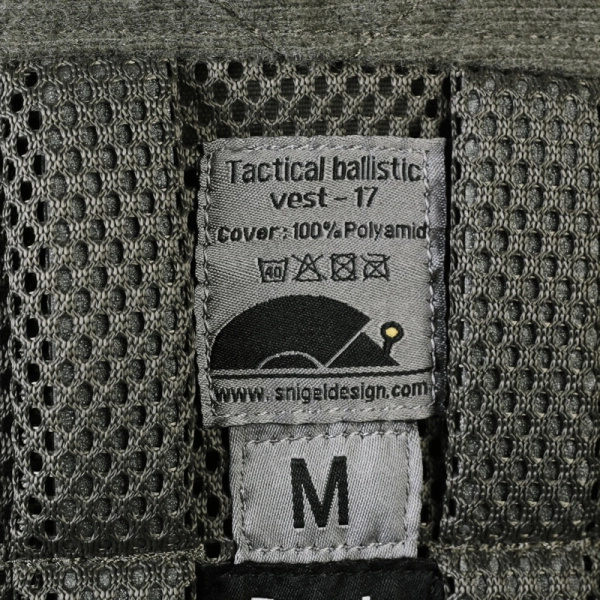 Tactical ballistic
vest - 17
Cover: 100% Polyamid
40
www.snigeldesign.com
M